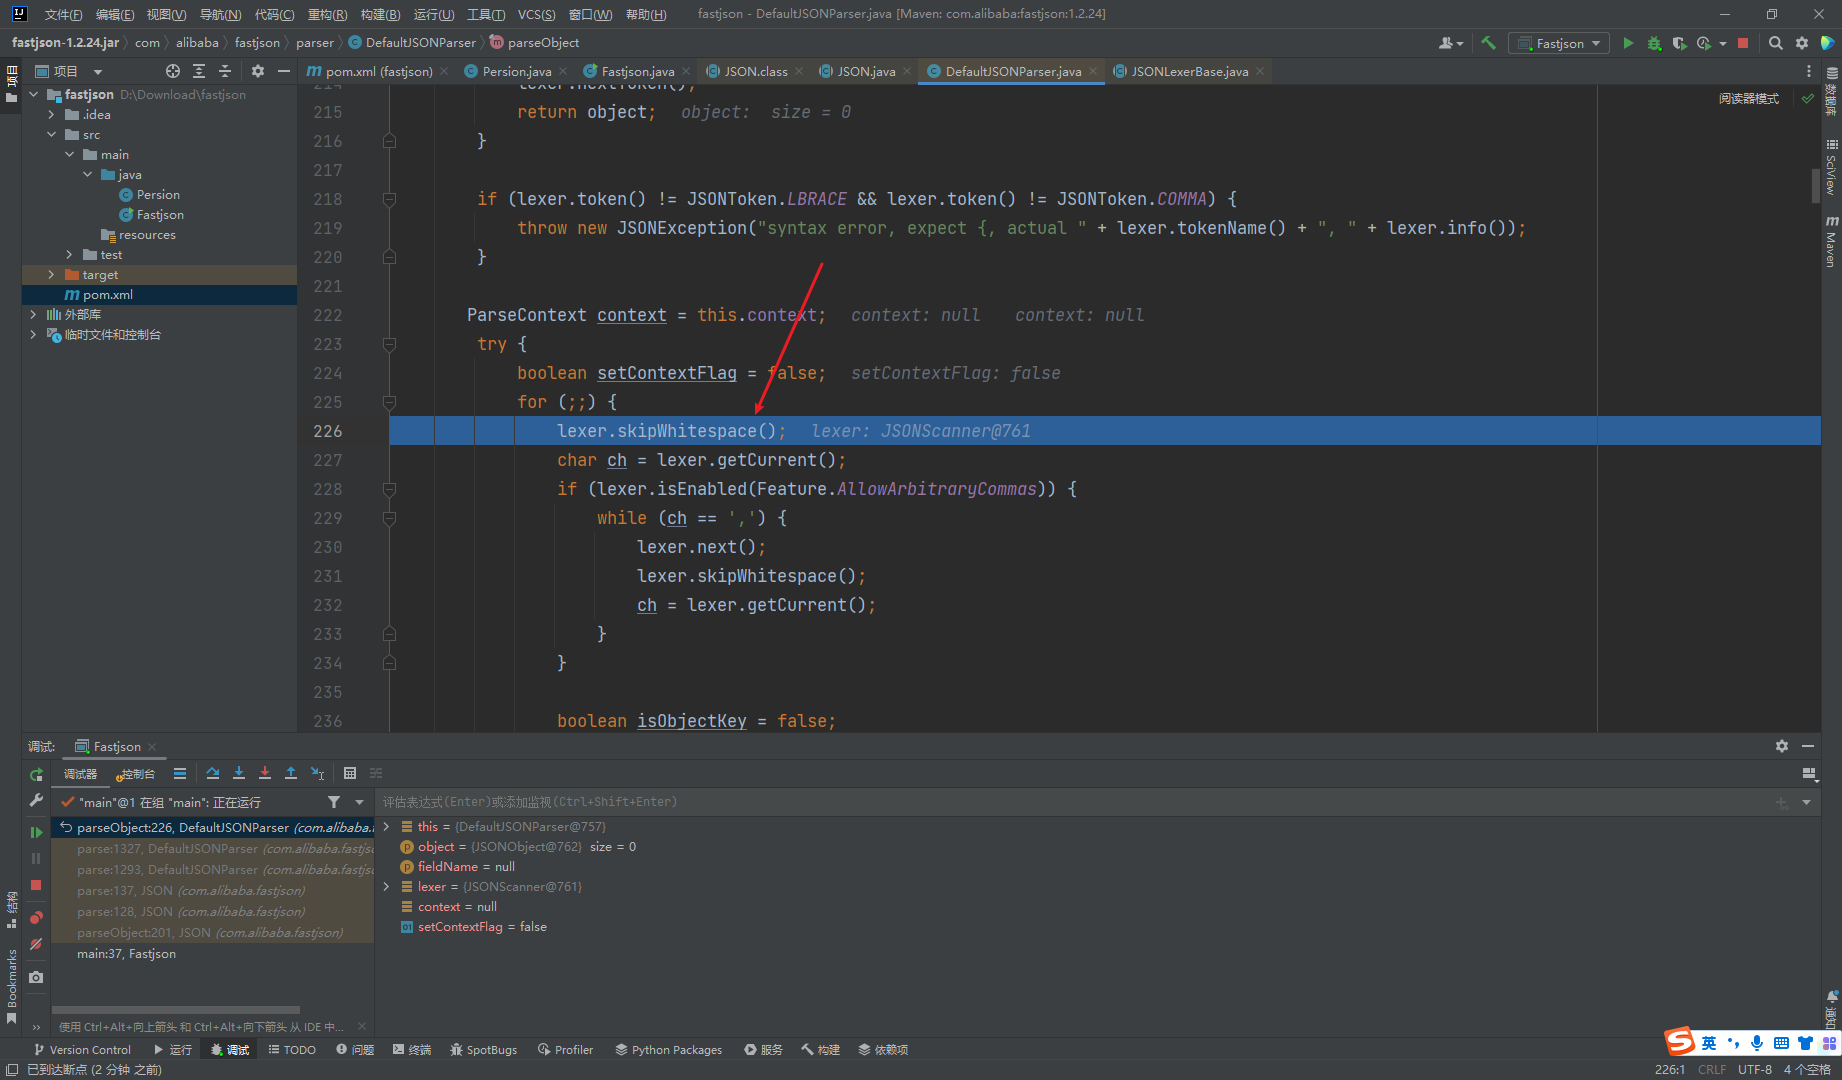 文件(F) 编辑(E) 视图(V) 导航(N) 代码(C) 重构(R) 构建(B) 运行(U) 工具(T) VCS(S) 窗口(W) 帮助(H) fastjson - DefaultJSONParser.java [Maven: com.alibaba:fastjson:1.2.24]
fastjson-1.2.24.jar com alibaba fastjson parser DefaultJSONParser parseObject Fastjson
项目 pom.xml (fastjson) Persion.java Fastjson.java JSON.class JSON.java DefaultJSONParser.java JSONLexerBase.java
项目
fastjson D:\Download\fastjson
.idea
src
main
java
Persion
Fastjson
resources
test
target
pom.xml
外部库
临时文件和控制台
阅读器模式
数据库
SciView
Maven
214 lexer.nextToken();
215 return object; object: size = 0
216 }
217
218 if (lexer.token() != JSONToken.LBRACE && lexer.token() != JSONToken.COMMA) {
219 throw new JSONException("syntax error, expect {, actual " + lexer.tokenName() + ", " + lexer.info());
220 }
221
222 ParseContext context = this.context; context: null context: null
223 try {
224 boolean setContextFlag = false; setContextFlag: false
225 for (;;) {
226 lexer.skipWhitespace(); lexer: JSONScanner@761
227 char ch = lexer.getCurrent();
228 if (lexer.isEnabled(Feature.AllowArbitraryCommas)) {
229 while (ch == ',') {
230 lexer.next();
231 lexer.skipWhitespace();
232 ch = lexer.getCurrent();
233 }
234 }
235
236 boolean isObjectKey = false;
调试: Fastjson
调试器 控制台
"main"@1 在组 "main": 正在运行
评估表达式(Enter)或添加监视(Ctrl+Shift+Enter)
parseObject:226, DefaultJSONParser (com.alibaba.f
parse:1327, DefaultJSONParser (com.alibaba.fastjsc
parse:1293, DefaultJSONParser (com.alibaba.fastjsc
parse:137, JSON (com.alibaba.fastjson)
parse:128, JSON (com.alibaba.fastjson)
parseObject:201, JSON (com.alibaba.fastjson)
main:37, Fastjson
this = {DefaultJSONParser@757}
object = {JSONObject@762} size = 0
fieldName = null
lexer = {JSONScanner@761}
context = null
setContextFlag = false
结构
Bookmarks
通知
使用 Ctrl+Alt+向上箭头 和 Ctrl+Alt+向下箭头 从 IDE 中...
Version Control 运行 调试 TODO 问题 终端 SpotBugs Profiler Python Packages 服务 构建 依赖项
英
已到达断点 (2 分钟 之前) 226:1 CRLF UTF-8 4 个空格